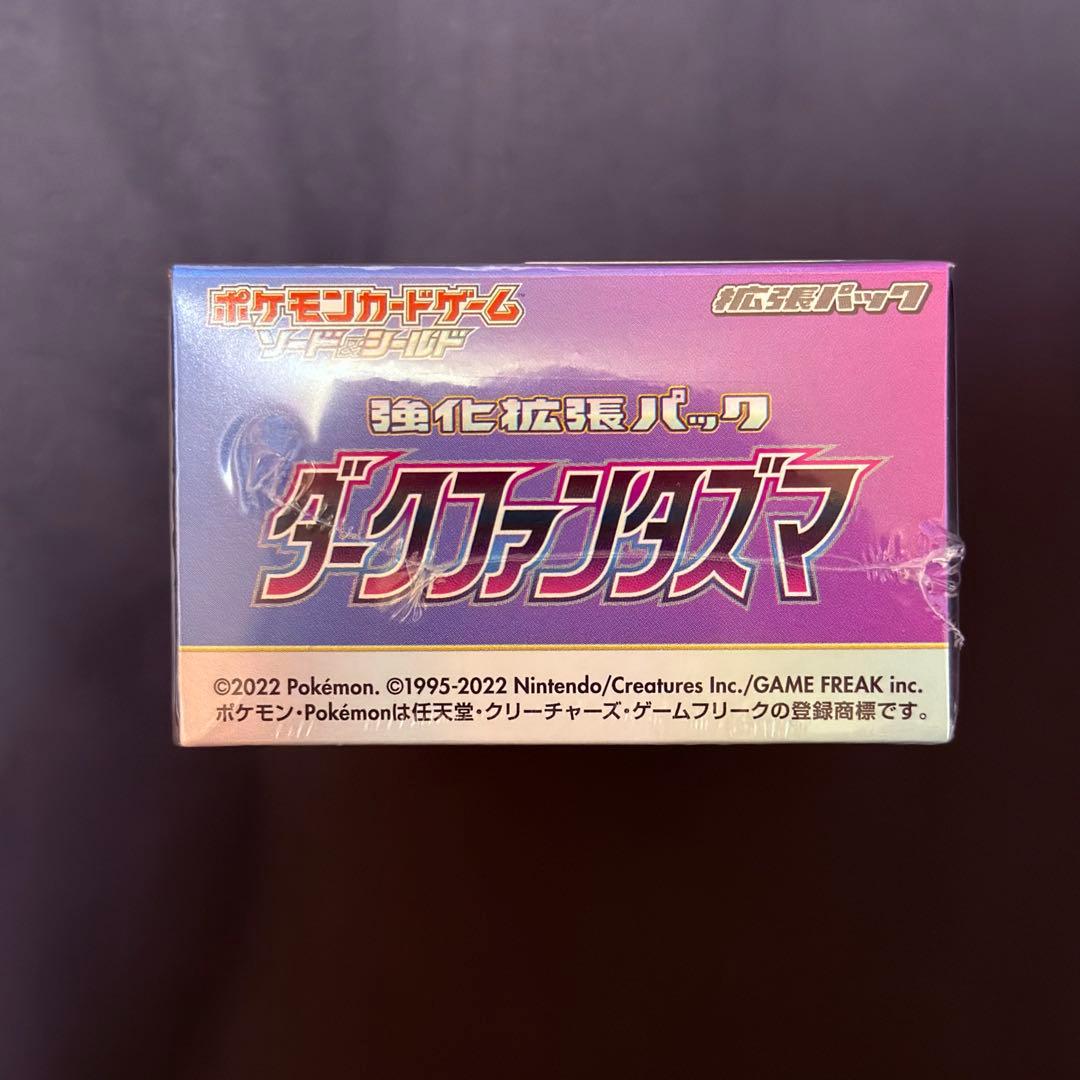 ポケモンカードゲーム
ソード&シールド
拡張パック
強化拡張パック
ダークファンタズマ
©2022 Pokémon. ©1995-2022 Nintendo/Creatures Inc./GAME FREAK inc.
ポケモン・Pokémonは任天堂・クリーチャーズ・ゲームフリークの登録商標です。